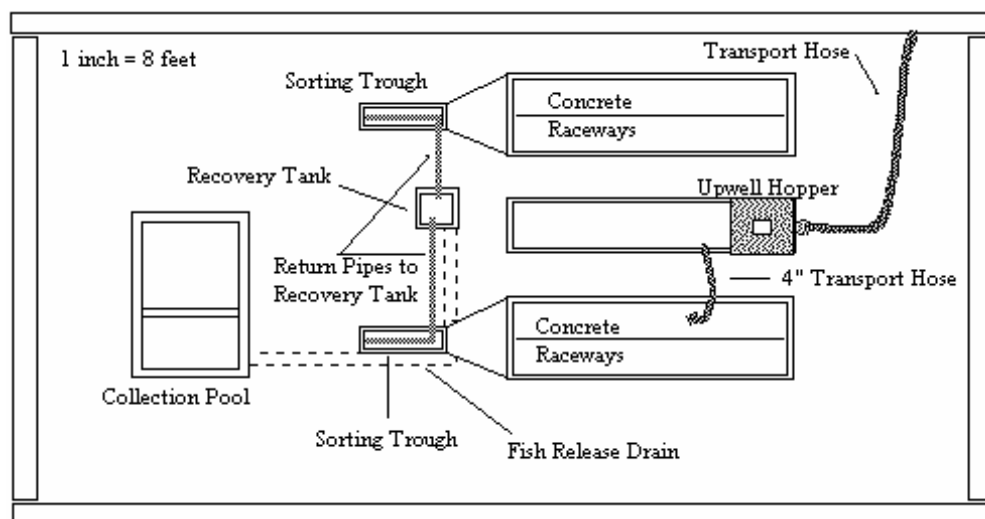 1 inch = 8 feet
Transport Hose
Sorting Trough
Concrete
Raceways
Recovery Tank
Upwell Hopper
Return Pipes to
Recovery Tank
4" Transport Hose
Concrete
Raceways
Collection Pool
Sorting Trough
Fish Release Drain